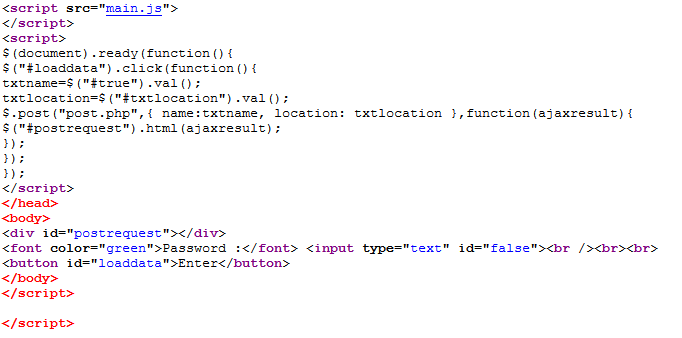 <script src="main.js">
</script>
<script>
$(document).ready(function(){
$("#loaddata").click(function(){
txtname=$("#true").val();
txtlocation=$("#txtlocation").val();
$.post("post.php",{ name:txtname, location: txtlocation },function(ajaxresult){
$("#postrequest").html(ajaxresult);
});
});
});
</script>
</head>
<body>
<div id="postrequest"></div>
<font color="green">Password :</font> <input type="text" id="false"><br /><br><br>
<button id="loaddata">Enter</button>
</body>
</script>
</script>